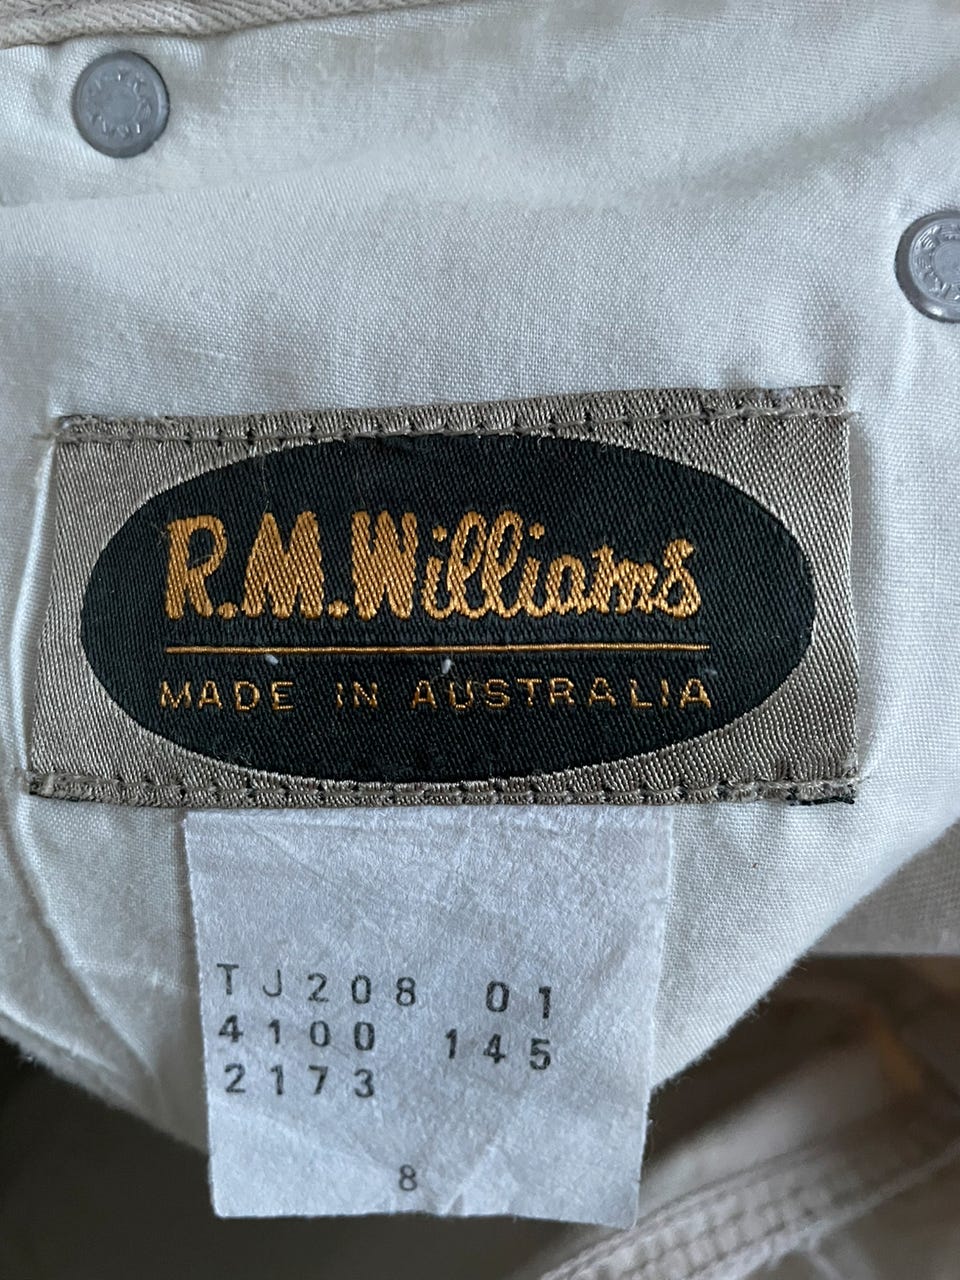 R.M.Williams
MADE IN AUSTRALIA
TJ208 01
4100 145
2173
8